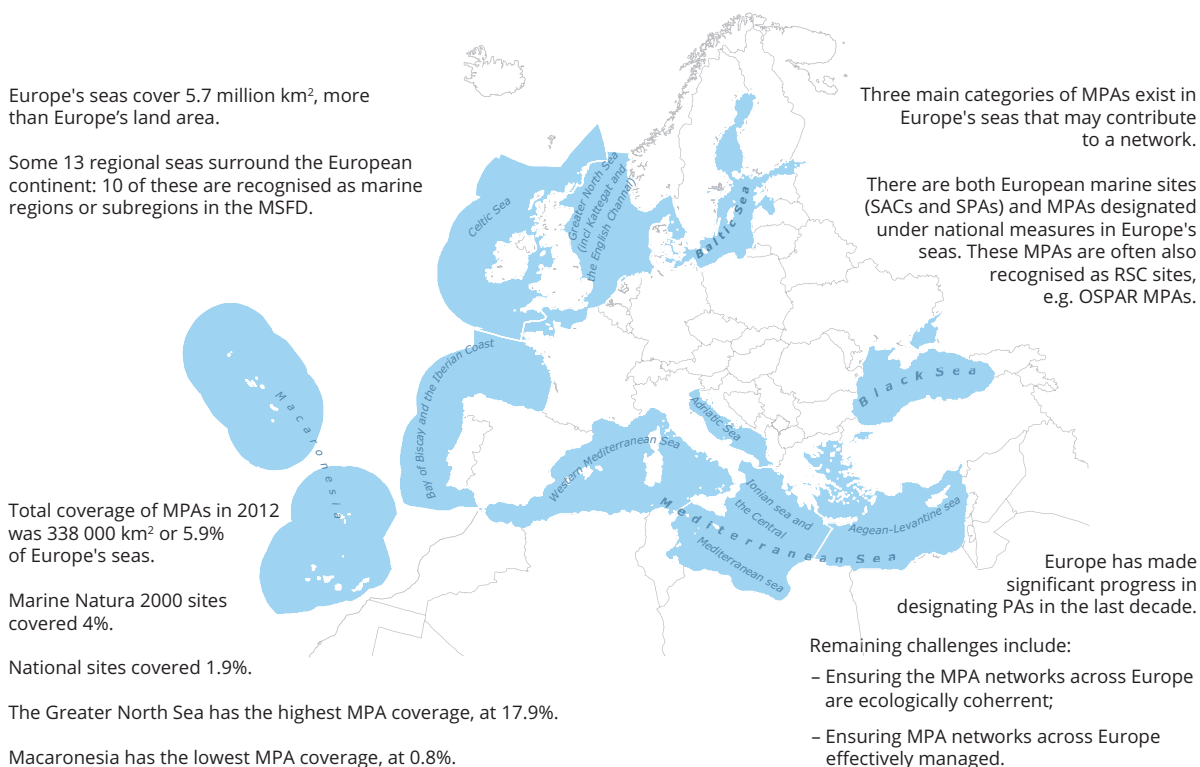 Europe's seas cover 5.7 million km², more
than Europe's land area.
Some 13 regional seas surround the European
continent: 10 of these are recognised as marine
regions or subregions in the MSFD.
Three main categories of MPAs exist in
Europe's seas that may contribute
to a network.
There are both European marine sites
(SACs and SPAs) and MPAs designated
under national measures in Europe's
seas. These MPAs are often also
recognised as RSC sites,
e.g. OSPAR MPAs.
Celtic Sea
Greater North Sea
(incl Kattegat and
the English Channel)
Baltic Sea
Macaronesia
Bay of Biscay and the Iberian Coast
Western Mediterranean Sea
Adriatic Sea
Black Sea
Mediterranean Sea
Ionian sea and
the Central
Mediterranean sea
Aegean-Levantine sea
Total coverage of MPAs in 2012
was 338 000 km² or 5.9%
of Europe's seas.
Marine Natura 2000 sites
covered 4%.
National sites covered 1.9%.
The Greater North Sea has the highest MPA coverage, at 17.9%.
Macaronesia has the lowest MPA coverage, at 0.8%.
Europe has made
significant progress in
designating PAs in the last decade.
Remaining challenges include:
– Ensuring the MPA networks across Europe
are ecologically coherent;
– Ensuring MPA networks across Europe
effectively managed.